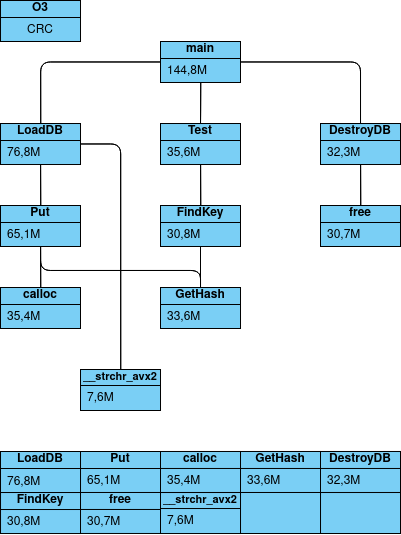 O3
CRC
main
144,8M
LoadDB Test DestroyDB
76,8M 35,6M 32,3M
Put FindKey free
65,1M 30,8M 30,7M
calloc GetHash
35,4M 33,6M
__strchr_avx2
7,6M
LoadDB Put calloc GetHash DestroyDB
76,8M 65,1M 35,4M 33,6M 32,3M
FindKey free __strchr_avx2
30,8M 30,7M 7,6M